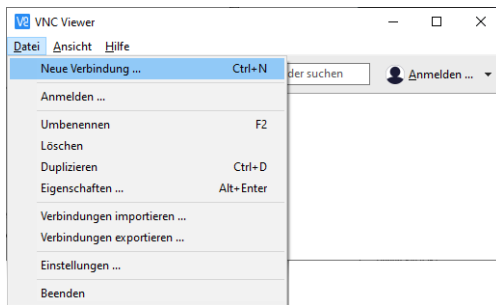 VNC Viewer
Datei Ansicht Hilfe
Neue Verbindung ... Ctrl+N
suchen
Anmelden ...
Anmelden ...
Umbenennen F2
Löschen
Duplizieren Ctrl+D
Eigenschaften ... Alt+Enter
Verbindungen importieren ...
Verbindungen exportieren ...
Einstellungen ...
Beenden